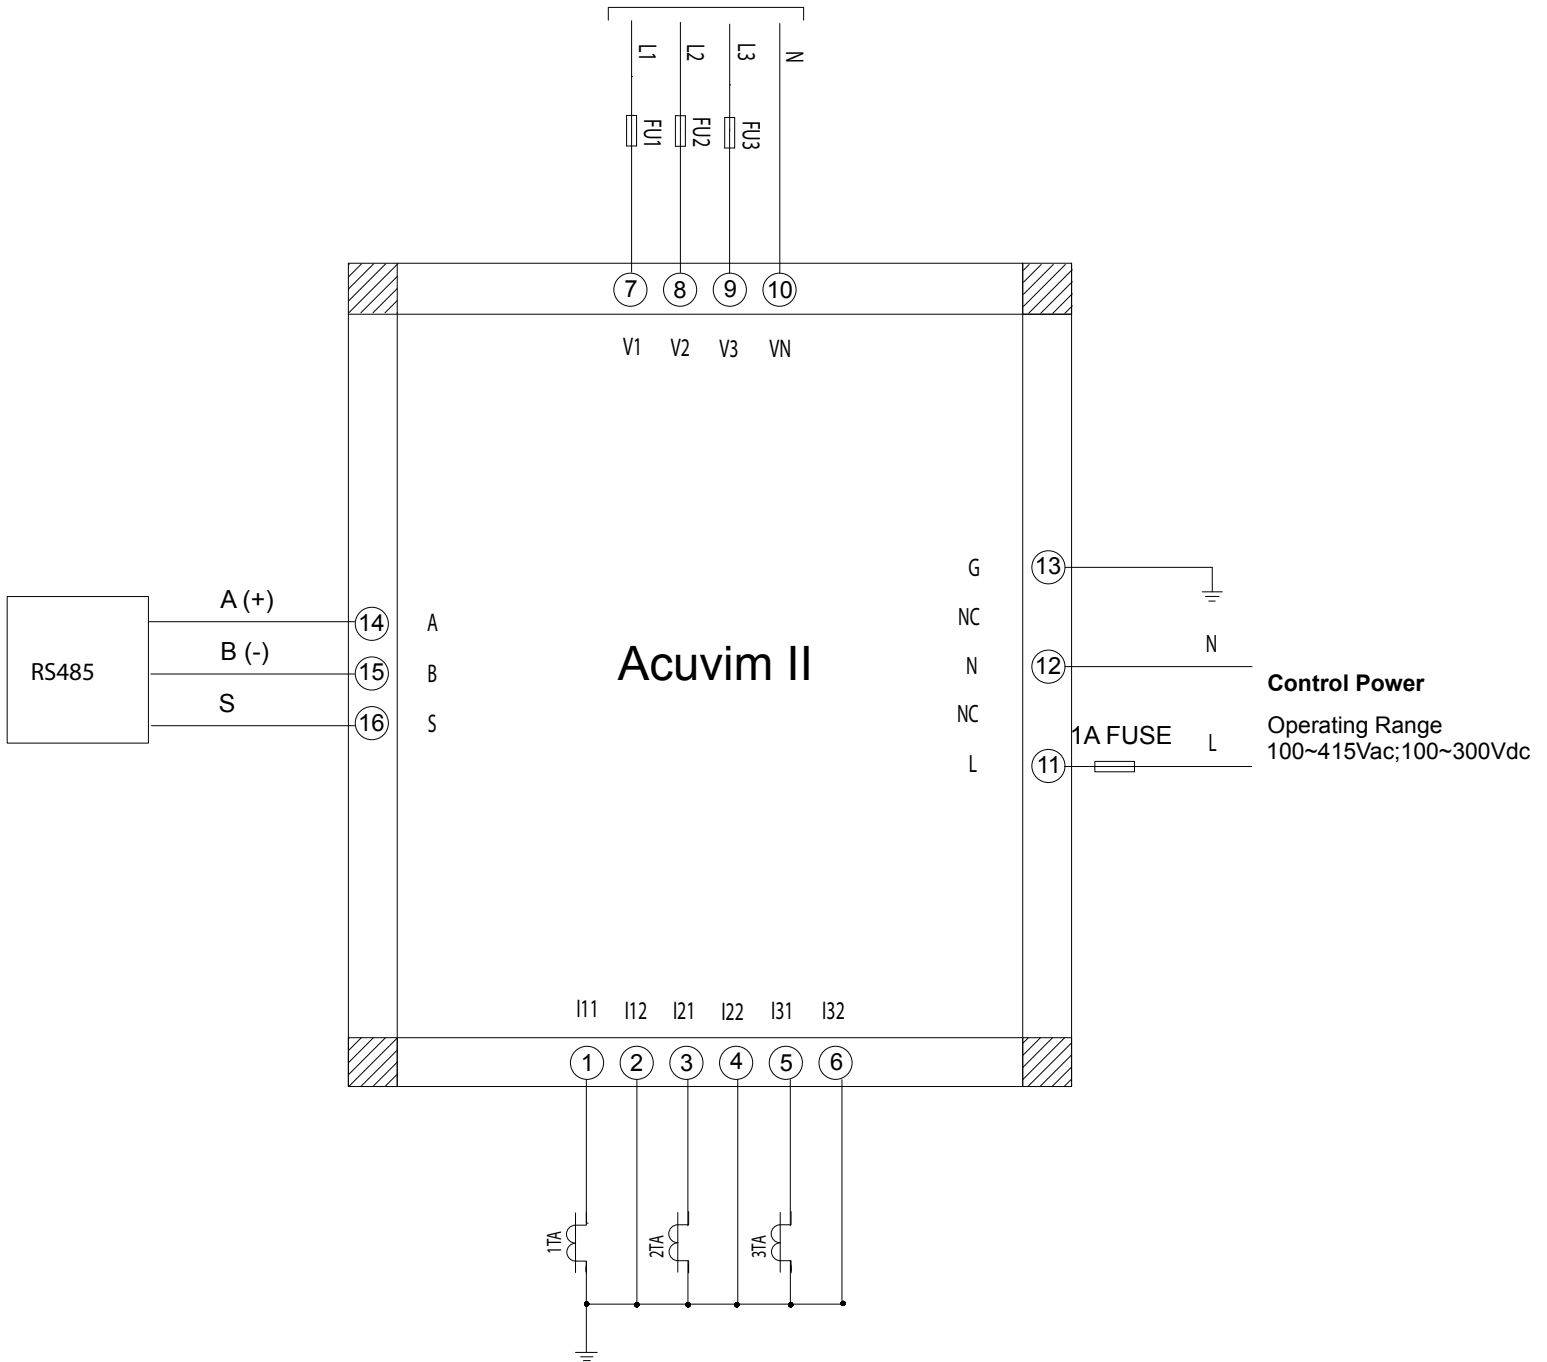 L1
L2
L3
N
FU1
FU2
FU3
7
8
9
10
V1
V2
V3
VN
RS485
A (+)
B (-)
S
14
15
16
A
B
S
Acuvim II
G
NC
N
NC
L
13
12
11
N
1A FUSE
L
Control Power
Operating Range
100~415Vac;100~300Vdc
I11
I12
I21
I22
I31
I32
1
2
3
4
5
6
1TA
2TA
3TA